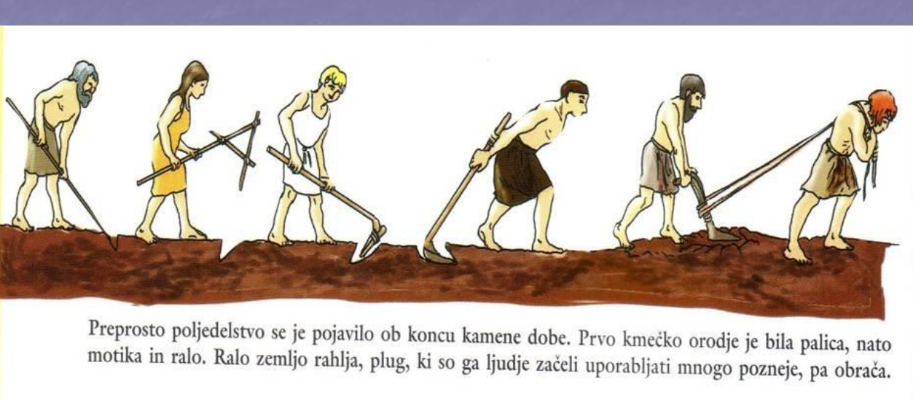 Preprosto poljedelstvo se je pojavilo ob koncu kamene dobe. Prvo kmečko orodje je bila palica, nato
motika in ralo. Ralo zemljo rahlja, plug, ki so ga ljudje začeli uporabljati mnogo pozneje, pa obrača.